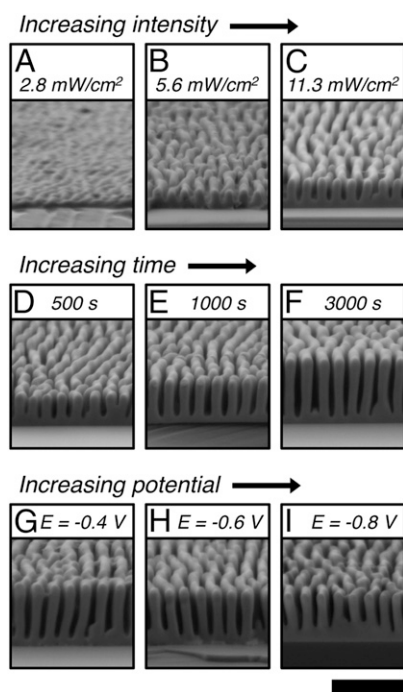 Increasing intensity
A B C
2.8 mW/cm² 5.6 mW/cm² 11.3 mW/cm²
Increasing time
D 500 s E 1000 s F 3000 s
Increasing potential
G E = -0.4 V H E = -0.6 V I E = -0.8 V